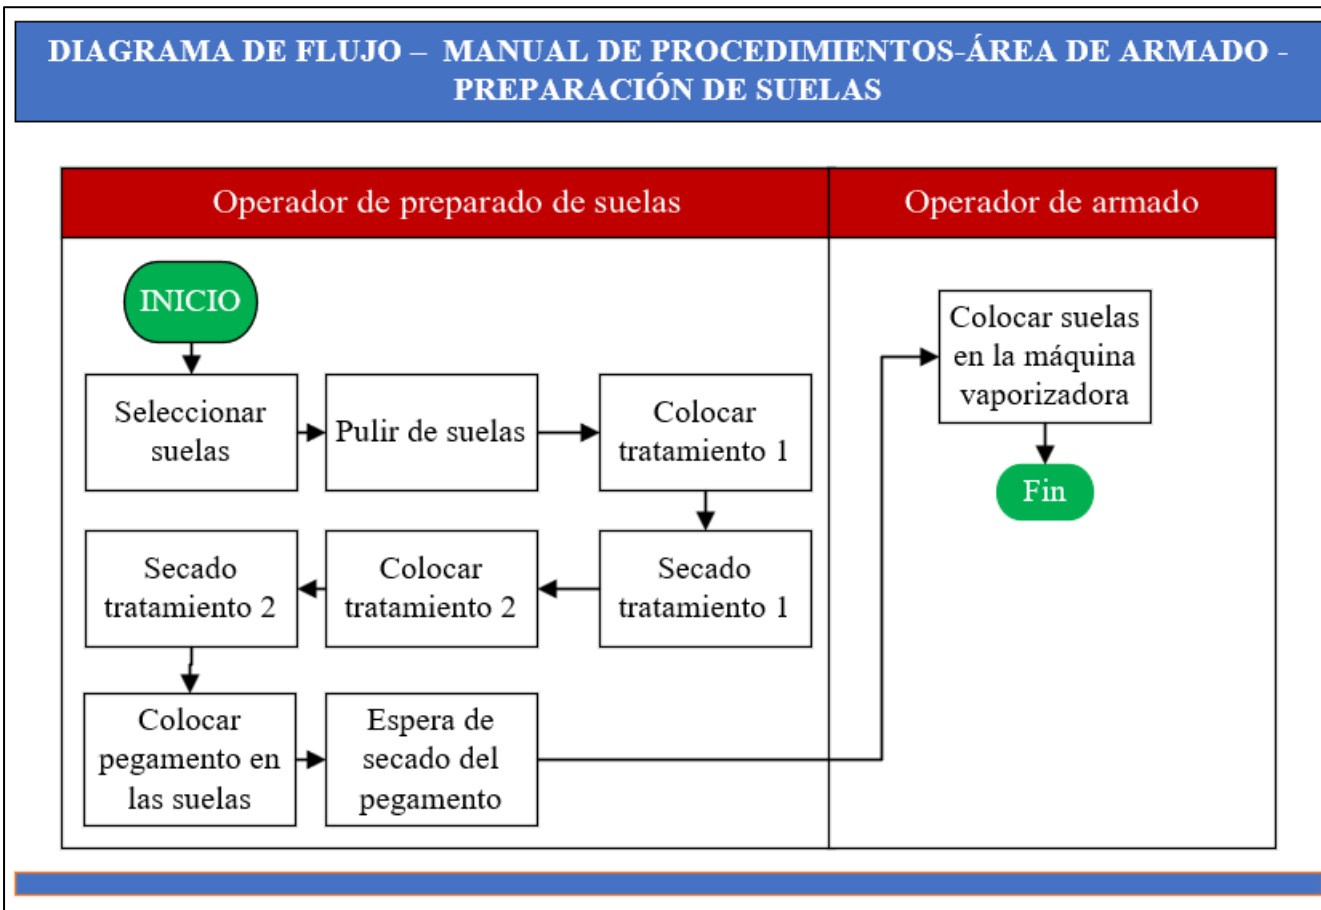 DIAGRAMA DE FLUJO – MANUAL DE PROCEDIMIENTOS-ÁREA DE ARMADO -
PREPARACIÓN DE SUELAS
Operador de preparado de suelas
Operador de armado
INICIO
Seleccionar
suelas
Pulir de suelas
Colocar
tratamiento 1
Secado
tratamiento 1
Colocar
tratamiento 2
Secado
tratamiento 2
Colocar
pegamento en
las suelas
Espera de
secado del
pegamento
Colocar suelas
en la máquina
vaporizadora
Fin